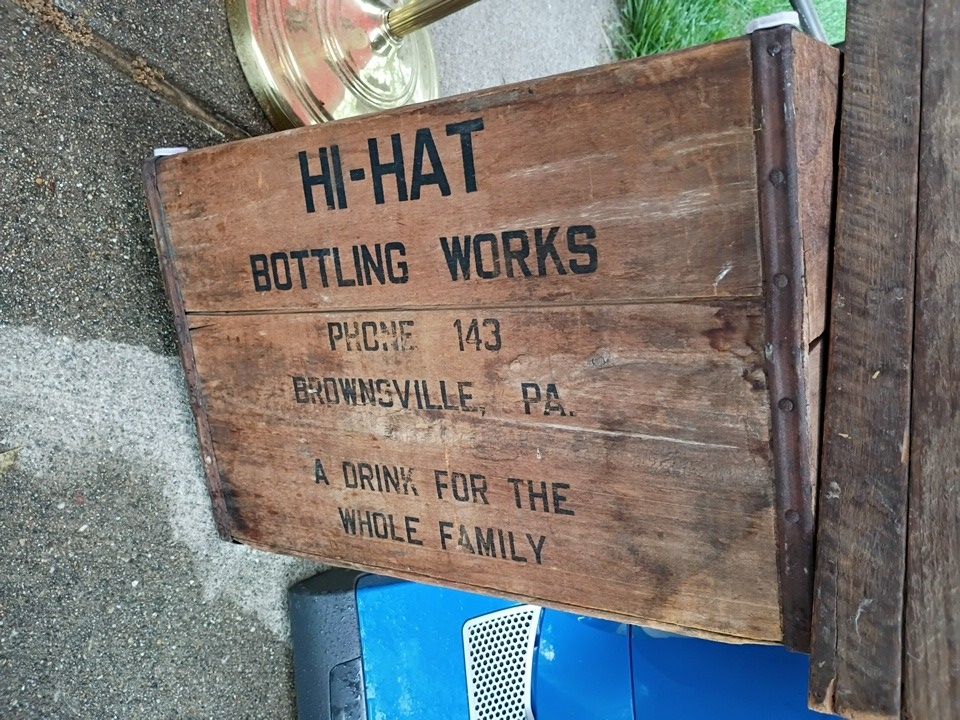 HI-HAT
BOTTLING WORKS
PHONE 143
BROWNSVILLE, PA.
A DRINK FOR THE
WHOLE FAMILY